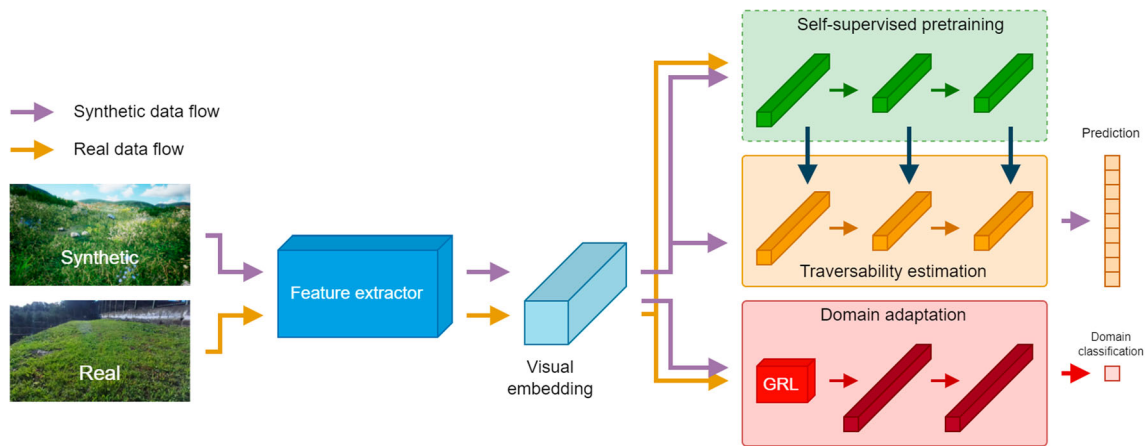 Synthetic data flow
Real data flow
Synthetic
Real
Feature extractor
Visual
embedding
Self-supervised pretraining
Traversability estimation
Prediction
Domain adaptation
GRL
Domain
classification